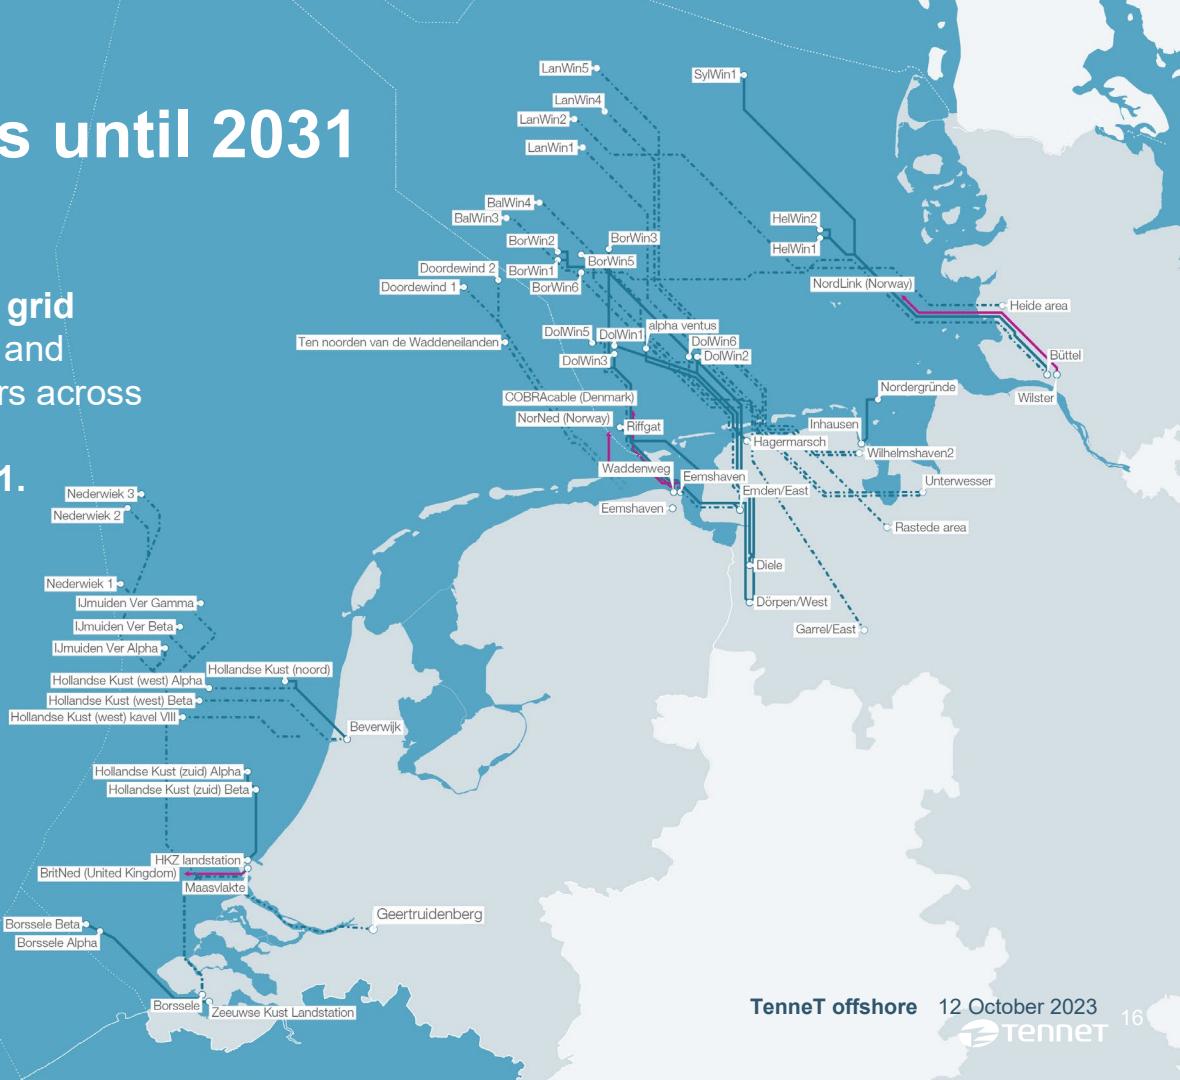 s until 2031
grid
and
rs across
1.
LanWin5
SylWin1
LanWin4
LanWin2
LanWin1
BalWin4
BalWin3
HelWin2
HelWin1
BorWin2
BorWin3
BorWin5
BorWin1
BorWin6
Doordewind 2
Doordewind 1
NordLink (Norway)
Heide area
Ten noorden van de Waddeneilanden
DolWin5
DolWin1
alpha ventus
DolWin6
DolWin2
DolWin3
Büttel
Wilster
COBRAcable (Denmark)
NorNed (Norway)
Riffgat
Nordergründe
Inhausen
Hagermarsch
Wilhelmshaven2
Waddenweg
Eemshaven
Emden/East
Unterwesser
Eemshaven
Rastede area
Nederwiek 3
Nederwiek 2
Diele
Dörpen/West
Garrel/East
Nederwiek 1
IJmuiden Ver Gamma
IJmuiden Ver Beta
IJmuiden Ver Alpha
Hollandse Kust (noord)
Hollandse Kust (west) Alpha
Hollandse Kust (west) Beta
Hollandse Kust (west) kavel VIII
Beverwijk
Hollandse Kust (zuid) Alpha
Hollandse Kust (zuid) Beta
HKZ landstation
BritNed (United Kingdom)
Maasvlakte
Geertruidenberg
Borssele Beta
Borssele Alpha
Borssele
Zeeuwse Kust Landstation
TenneT offshore 12 October 2023
TenneT
16